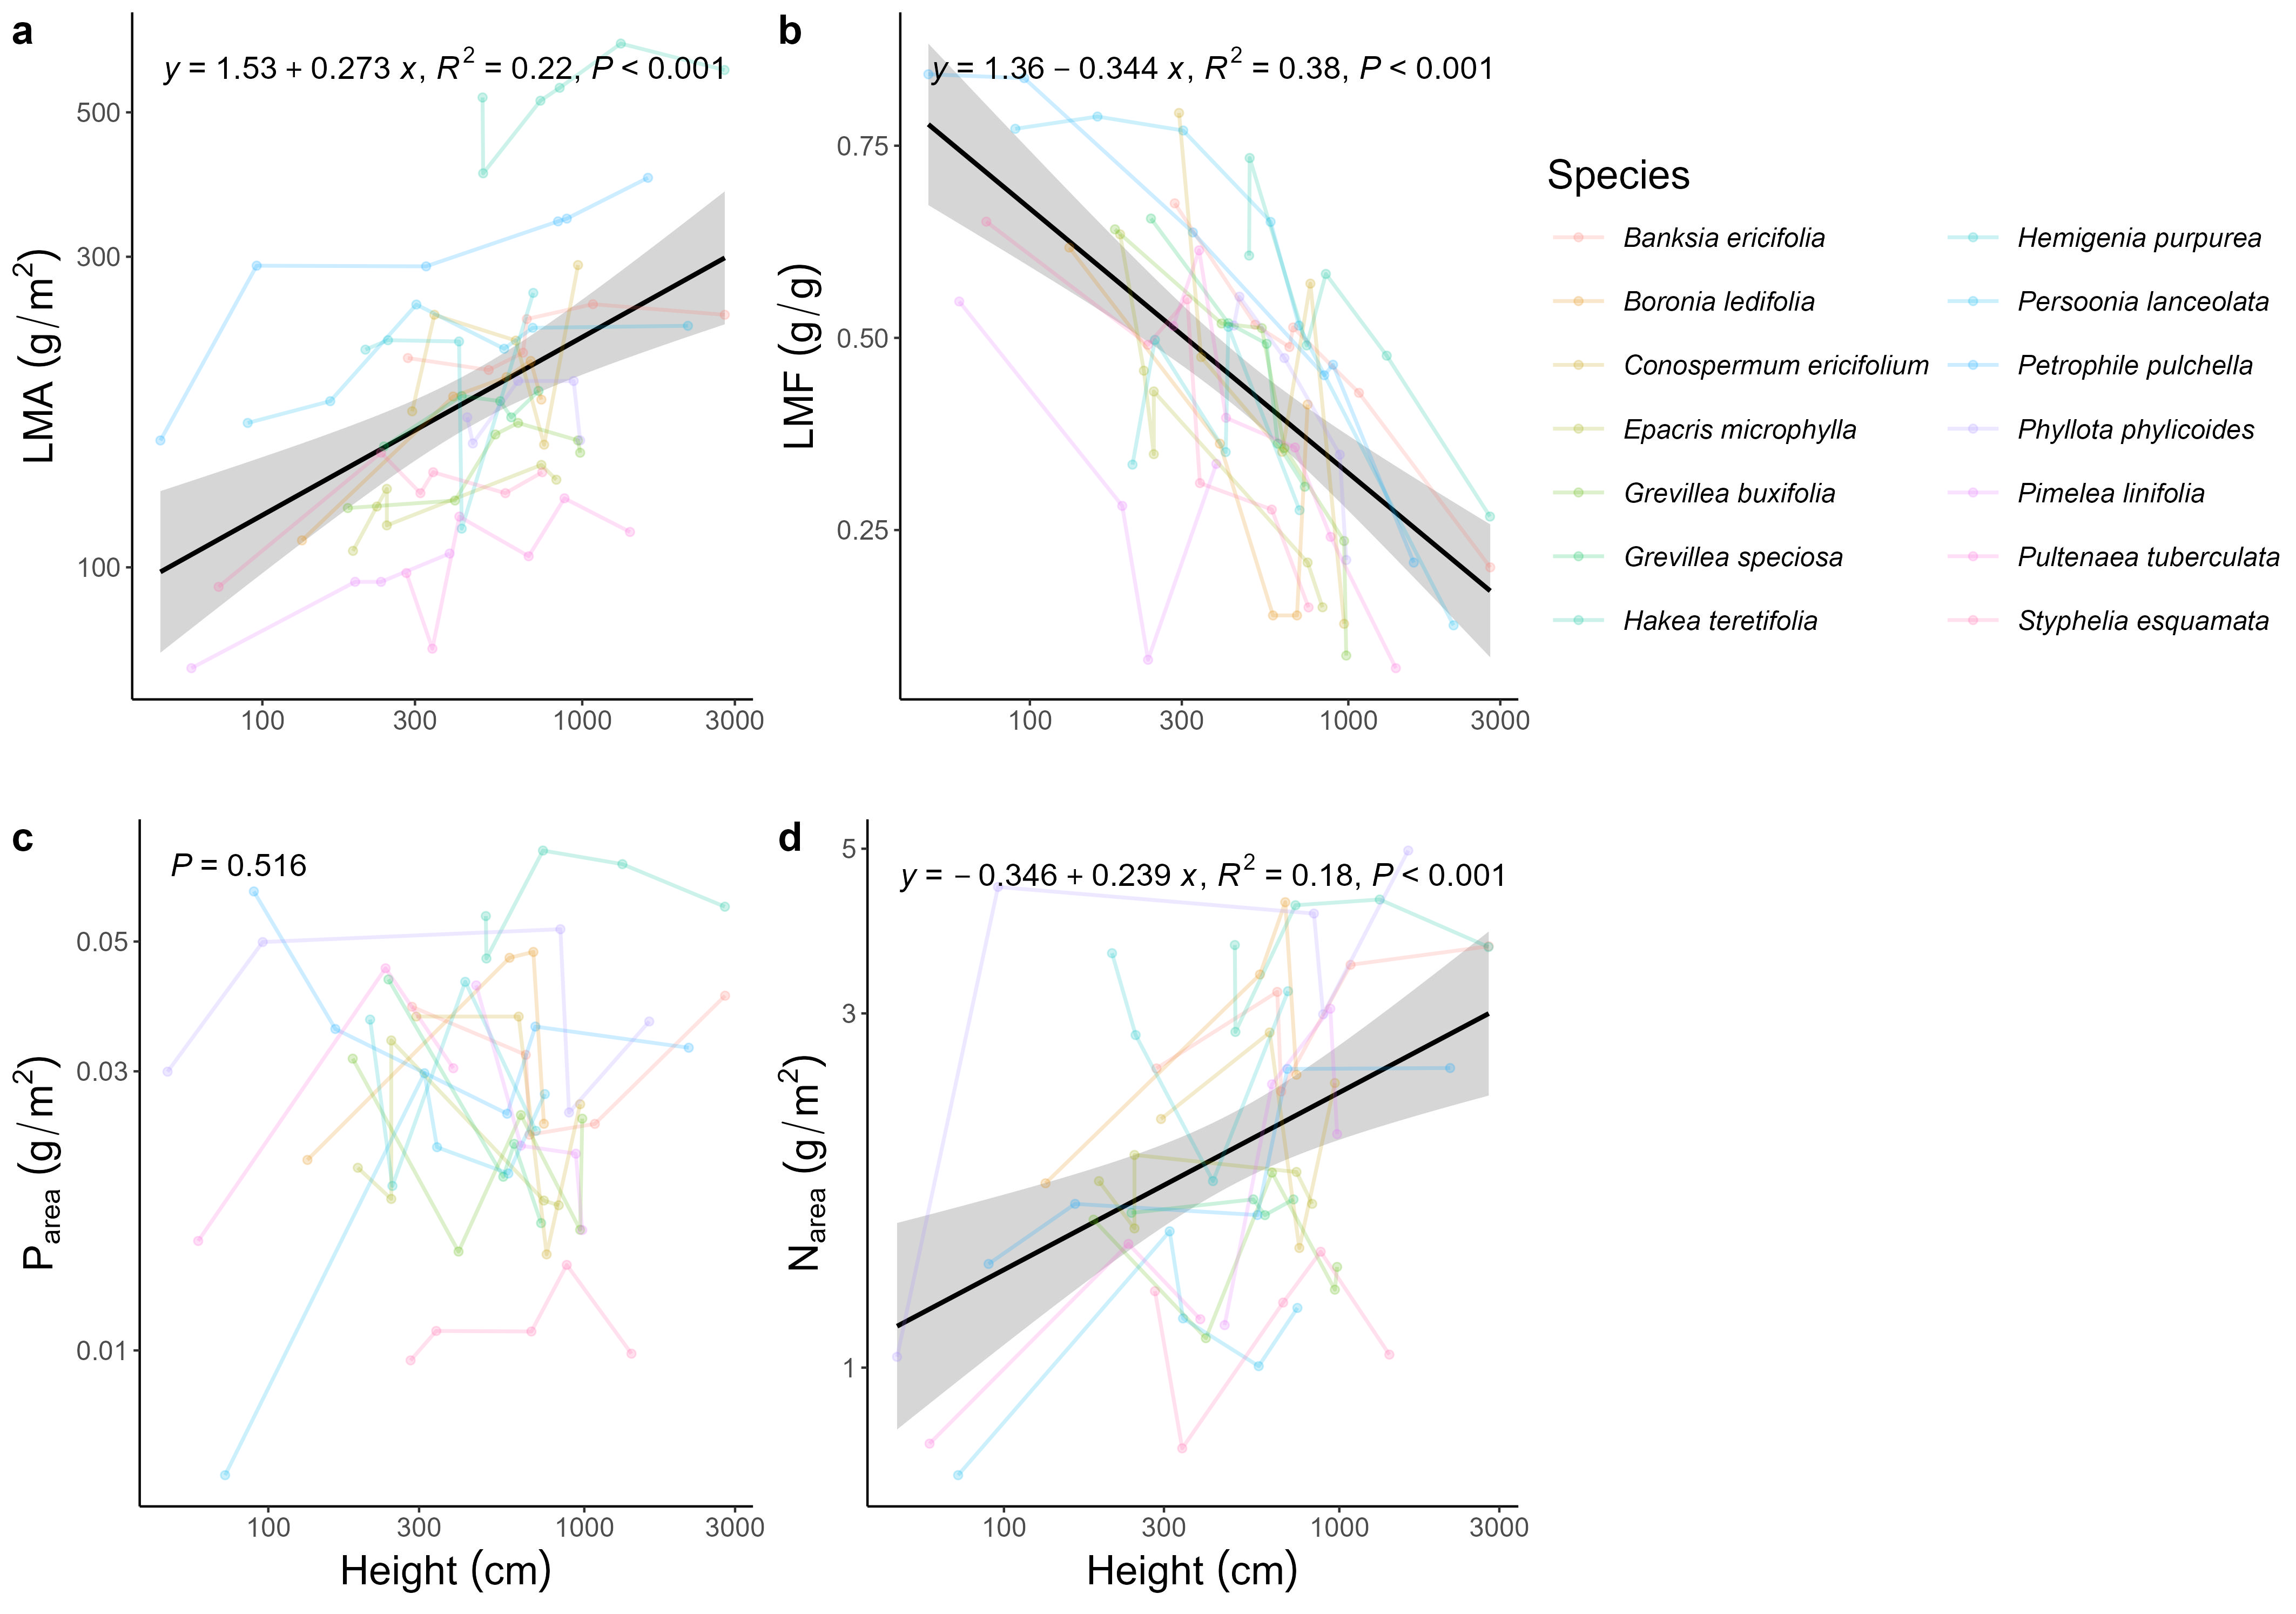 a
y = 1.53 + 0.273 x, R² = 0.22, P < 0.001
LMA (g/m²)
500
300
100
100 300 1000 3000
b
y = 1.36 − 0.344 x, R² = 0.38, P < 0.001
LMF (g/g)
0.75
0.50
0.25
100 300 1000 3000
Species
Banksia ericifolia
Boronia ledifolia
Conospermum ericifolium
Epacris microphylla
Grevillea buxifolia
Grevillea speciosa
Hakea teretifolia
Hemigenia purpurea
Persoonia lanceolata
Petrophile pulchella
Phyllota phylicoides
Pimelea linifolia
Pultenaea tuberculata
Styphelia esquamata
c
P = 0.516
P area (g/m²)
0.05
0.03
0.01
100 300 1000 3000
Height (cm)
d
y = − 0.346 + 0.239 x, R² = 0.18, P < 0.001
N area (g/m²)
5
3
1
100 300 1000 3000
Height (cm)